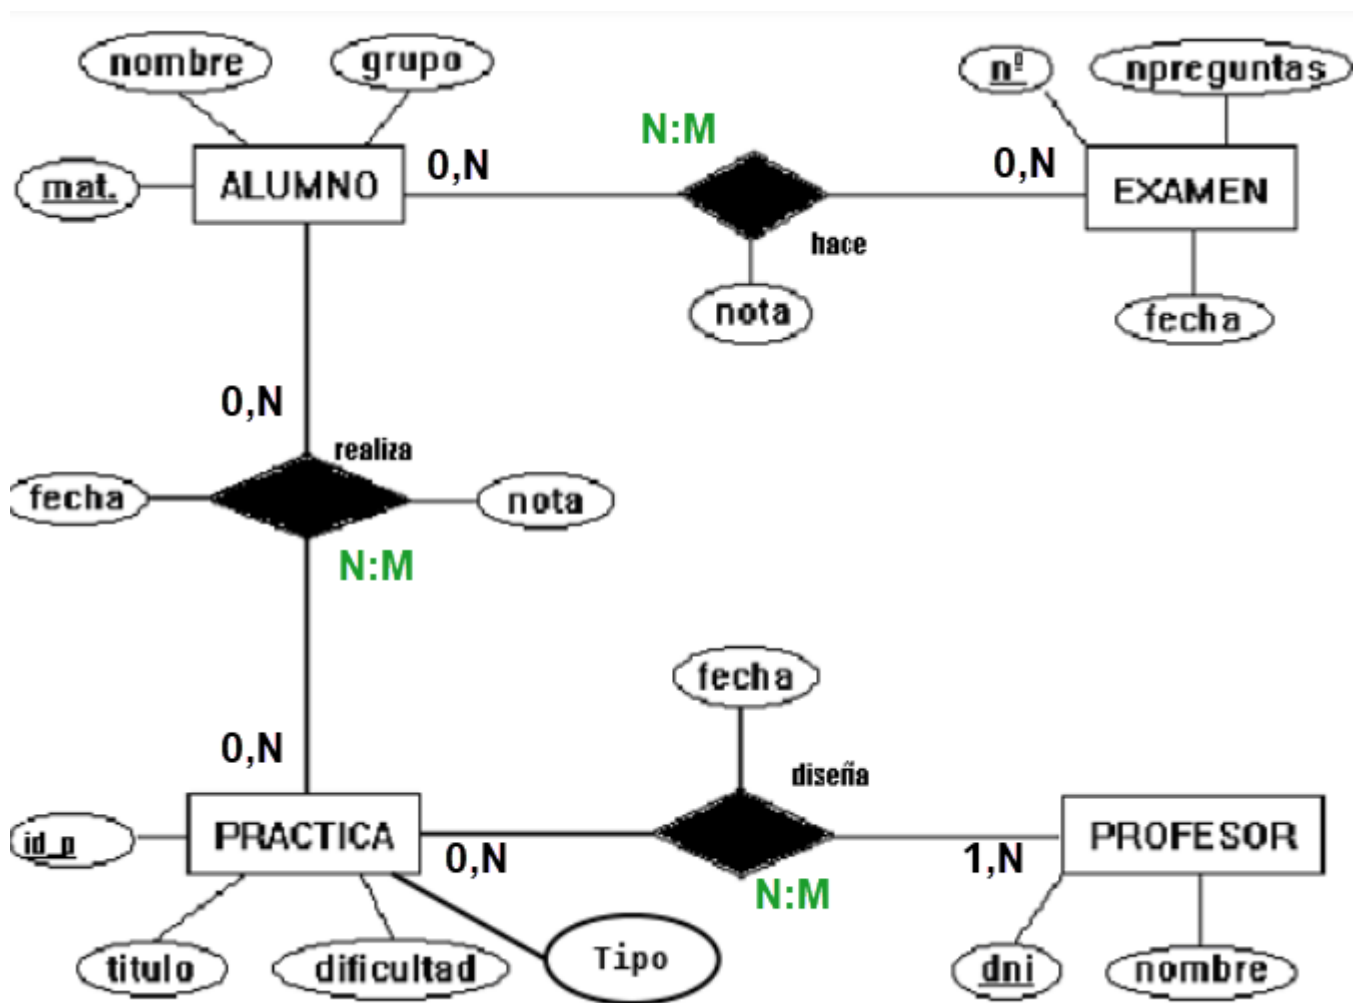 nombre
grupo
nº
npreguntas
N:M
0,N
0,N
mat.
ALUMNO
EXAMEN
hace
nota
fecha
0,N
realiza
fecha
nota
N:M
fecha
0,N
diseña
id_p
PRACTICA
PROFESOR
0,N
1,N
N:M
titulo
dificultad
Tipo
dni
nombre